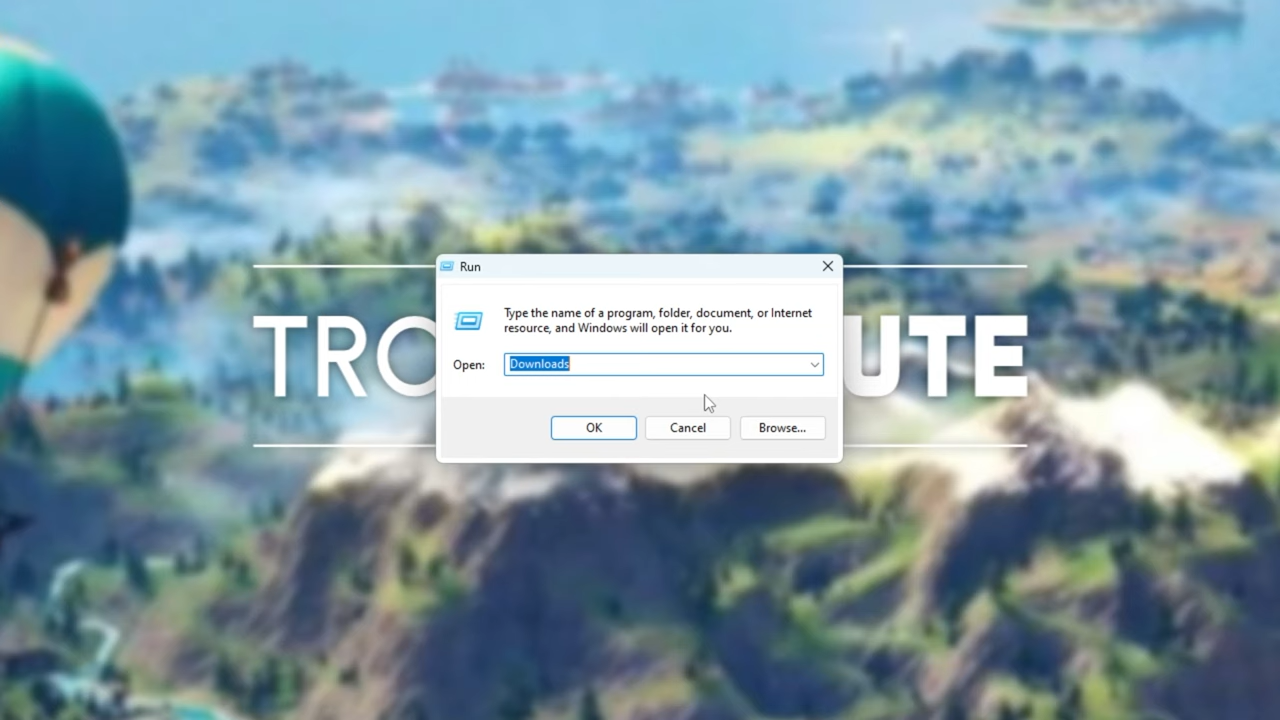 Run
Type the name of a program, folder, document, or Internet
resource, and Windows will open it for you.
Open: Downloads
OK Cancel Browse...
TRO UTE